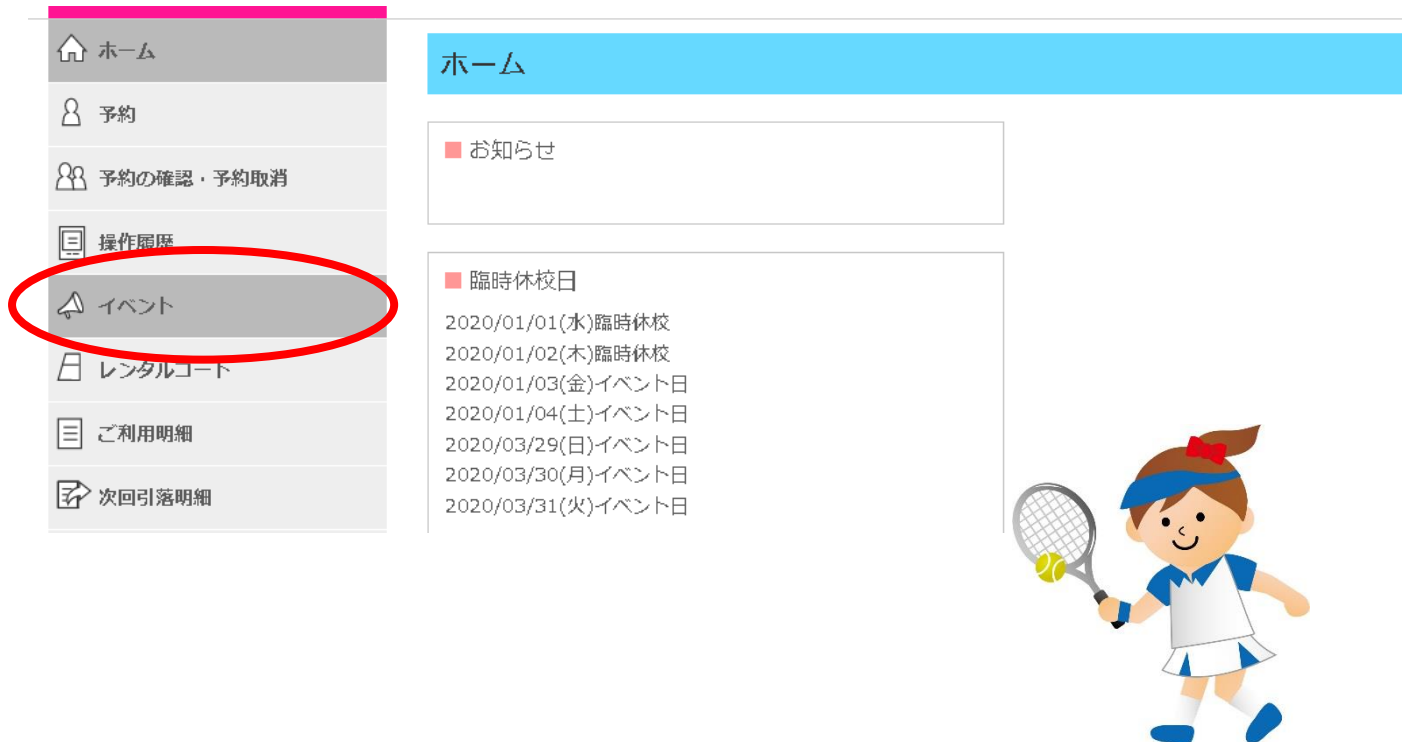 ホーム
予約
予約の確認・予約取消
操作履歴
イベント
レンタルコート
ご利用明細
次回引落明細
ホーム
お知らせ
臨時休校日
2020/01/01(水)臨時休校
2020/01/02(木)臨時休校
2020/01/03(金)イベント日
2020/01/04(土)イベント日
2020/03/29(日)イベント日
2020/03/30(月)イベント日
2020/03/31(火)イベント日